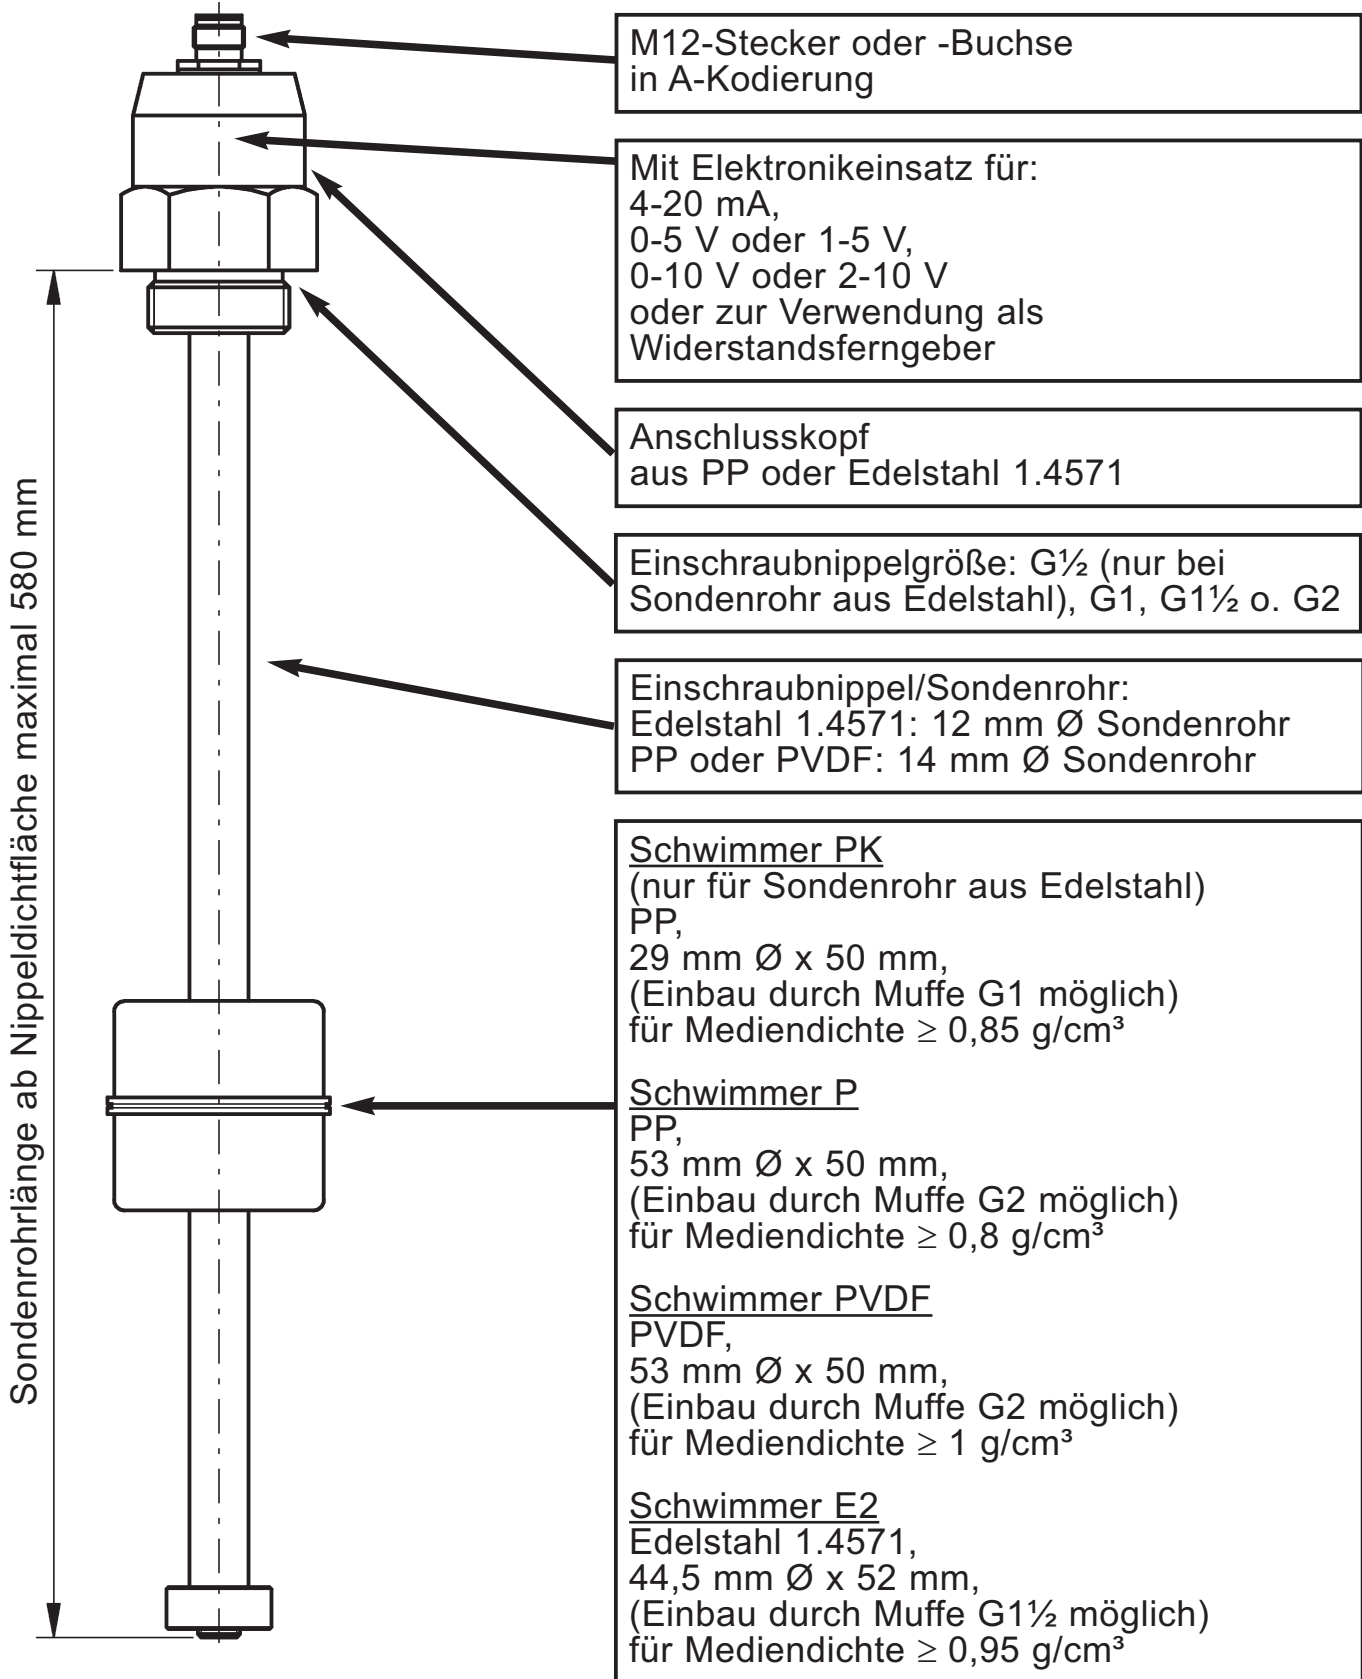 M12-Stecker oder -Buchse
in A-Kodierung
Mit Elektronikeinsatz für:
4-20 mA,
0-5 V oder 1-5 V,
0-10 V oder 2-10 V
oder zur Verwendung als
Widerstandsferngeber
Anschlusskopf
aus PP oder Edelstahl 1.4571
Einschraubnippelgröße: G½ (nur bei
Sondenrohr aus Edelstahl), G1, G1½ o. G2
Einschraubnippel/Sondenrohr:
Edelstahl 1.4571: 12 mm Ø Sondenrohr
PP oder PVDF: 14 mm Ø Sondenrohr
Schwimmer PK
(nur für Sondenrohr aus Edelstahl)
PP,
29 mm Ø x 50 mm,
(Einbau durch Muffe G1 möglich)
für Mediendichte ≥ 0,85 g/cm³
Schwimmer P
PP,
53 mm Ø x 50 mm,
(Einbau durch Muffe G2 möglich)
für Mediendichte ≥ 0,8 g/cm³
Schwimmer PVDF
PVDF,
53 mm Ø x 50 mm,
(Einbau durch Muffe G2 möglich)
für Mediendichte ≥ 1 g/cm³
Schwimmer E2
Edelstahl 1.4571,
44,5 mm Ø x 52 mm,
(Einbau durch Muffe G1½ möglich)
für Mediendichte ≥ 0,95 g/cm³
Sondenrohrlänge ab Nippeldichtfläche maximal 580 mm